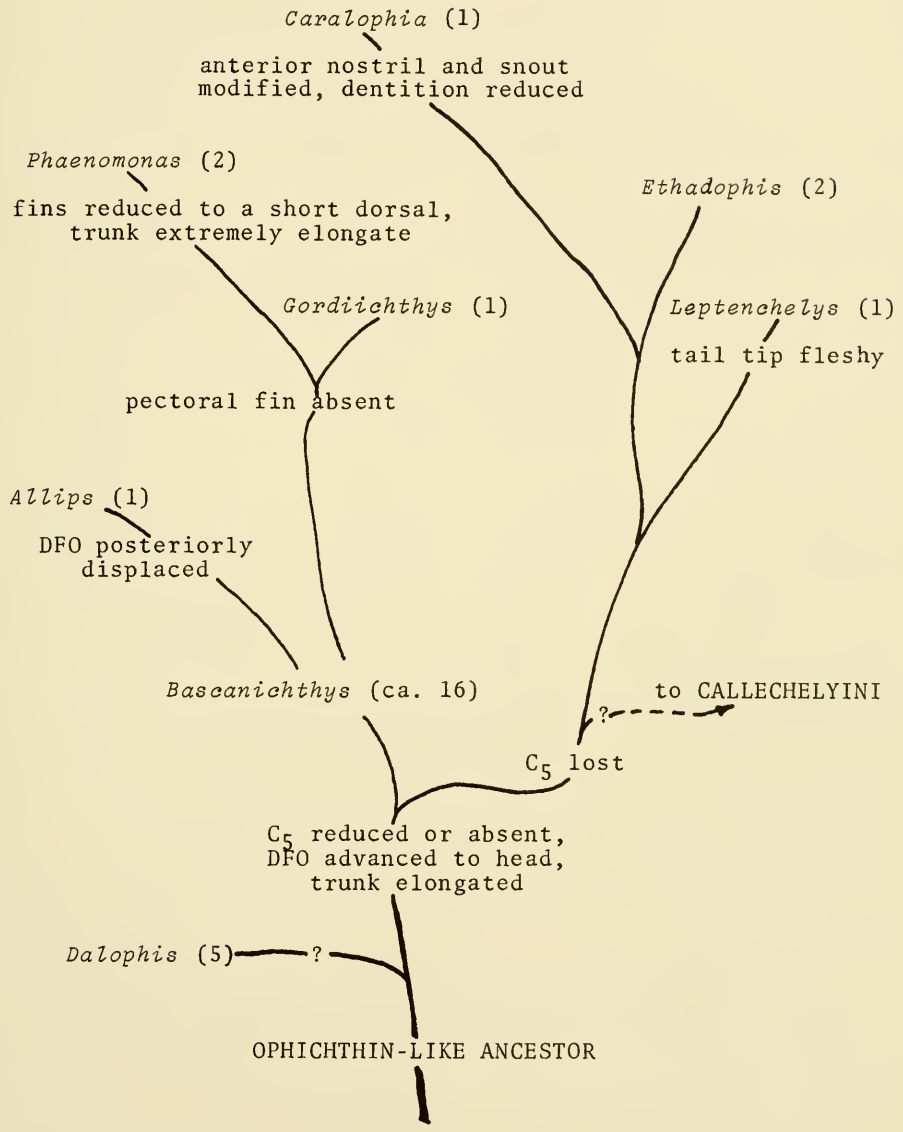 Caralophia (1)
anterior nostril and snout
modified, dentition reduced
Phaenomonas (2)
fins reduced to a short dorsal,
trunk extremely elongate
Ethadophis (2)
Gordiichthys (1)
Leptenchelys (1)
tail tip fleshy
pectoral fin absent
Allips (1)
DFO posteriorly
displaced
Bascanichthys (ca. 16)
to CALLECHELYINI
?
C5 lost
C5 reduced or absent,
DFO advanced to head,
trunk elongated
Dalophis (5) ?
OPHICHTHIN-LIKE ANCESTOR